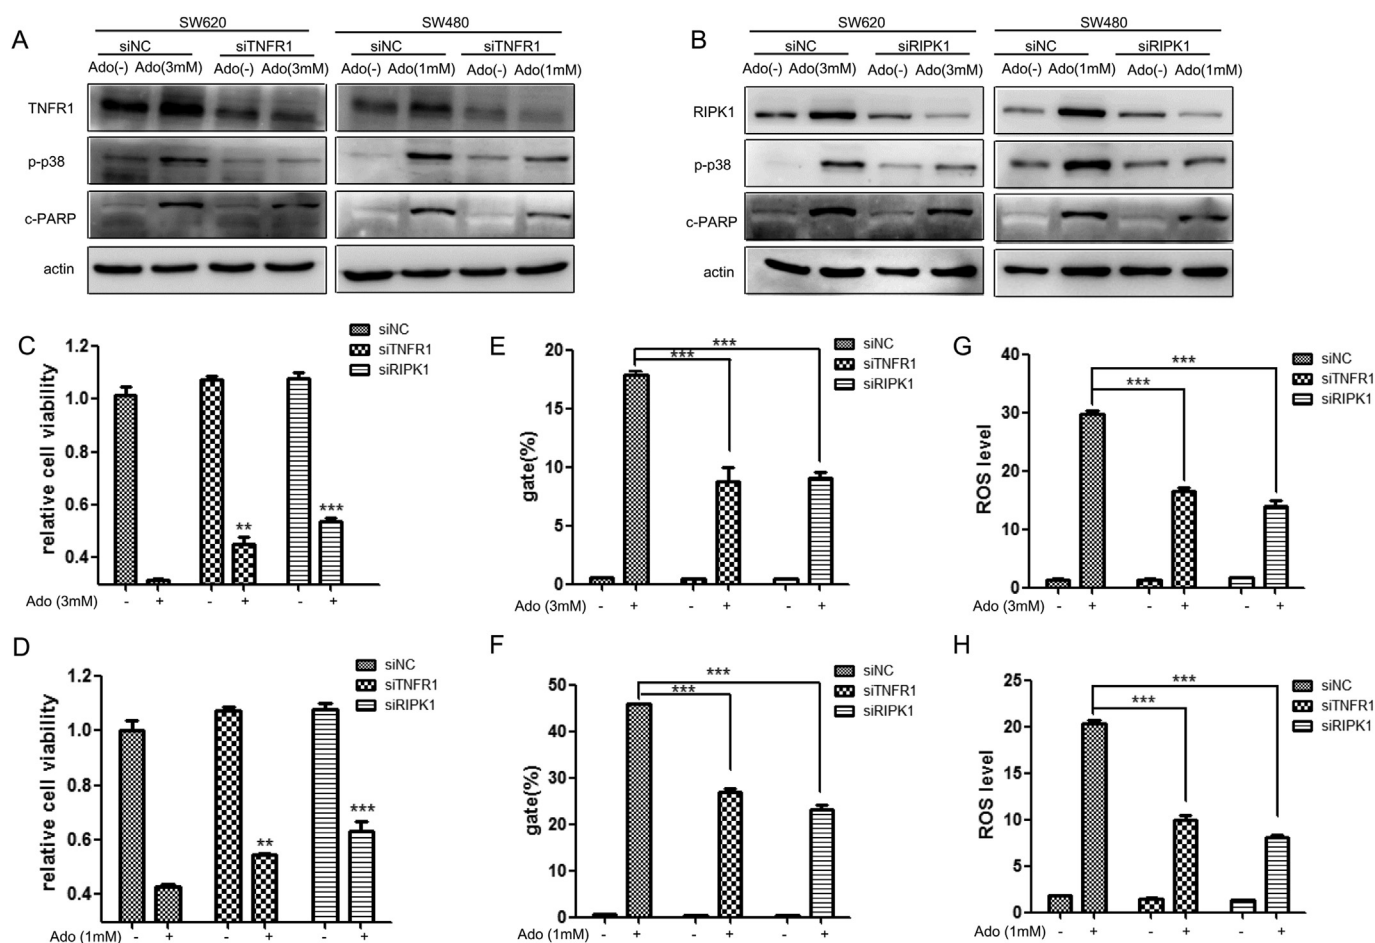 A
SW620
SW480
siNC
siTNFR1
siNC
siTNFR1
Ado(-) Ado(3mM) Ado(-) Ado(3mM)
Ado(-) Ado(1mM) Ado(-) Ado(1mM)
TNFR1
p-p38
c-PARP
actin
B
SW620
SW480
siNC
siRIPK1
siNC
siRIPK1
Ado(-) Ado(3mM) Ado(-) Ado(3mM)
Ado(-) Ado(1mM) Ado(-) Ado(1mM)
RIPK1
p-p38
c-PARP
actin
C
siNC
siTNFR1
siRIPK1
relative cell viability
1.2
1.0
0.8
0.6
0.4
**
***
Ado (3mM) - + - + - +
E
siNC
siTNFR1
siRIPK1
gate(%)
20
15
10
5
0
***
***
Ado (3mM) - + - + - +
G
siNC
siTNFR1
siRIPK1
ROS level
40
30
20
10
0
***
***
Ado (3mM) - + - + - +
D
siNC
siTNFR1
siRIPK1
relative cell viability
1.2
1.0
0.8
0.6
0.4
**
***
Ado (1mM) - + - + - +
F
siNC
siTNFR1
siRIPK1
gate(%)
50
40
30
20
10
0
***
***
Ado (1mM) - + - + - +
H
siNC
siTNFR1
siRIPK1
ROS level
25
20
15
10
5
0
***
***
Ado (1mM) - + - + - +